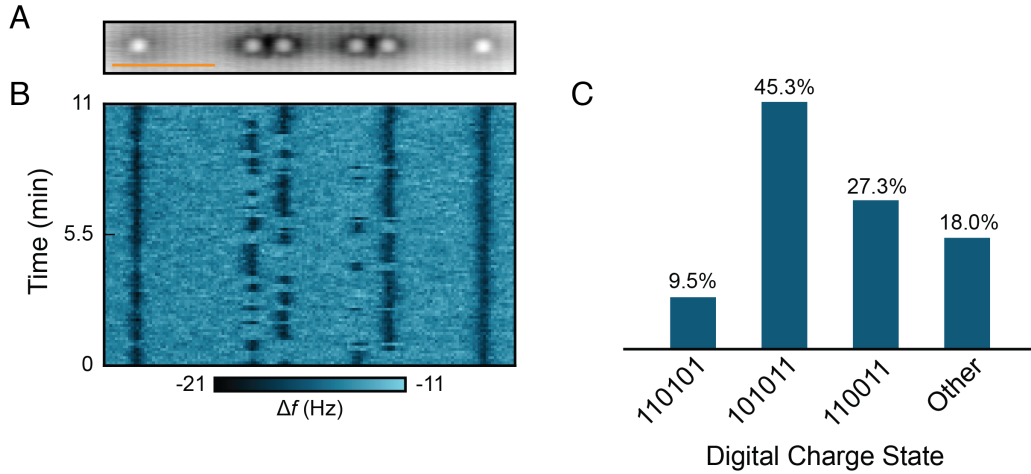 A
B
11
5.5
0
Time (min)
-21
-11
Δf (Hz)
C
9.5%
45.3%
27.3%
18.0%
110101
101011
110011
Other
Digital Charge State